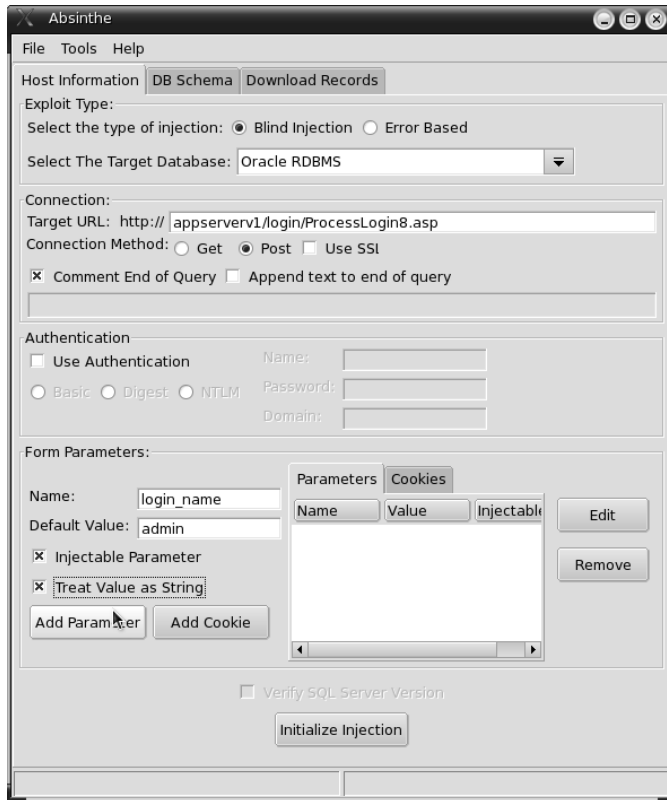 Absinthe
File Tools Help
Host Information DB Schema Download Records
Exploit Type:
Select the type of injection: Blind Injection Error Based
Select The Target Database: Oracle RDBMS
Connection:
Target URL: http:// appserverv1/login/ProcessLogin8.asp
Connection Method: Get Post Use SSL
Comment End of Query Append text to end of query
Authentication
Use Authentication Name:
Basic Digest NTLM Password:
Domain:
Form Parameters:
Parameters Cookies
Name: login_name
Name Value Injectable
Default Value: admin
Edit
Injectable Parameter
Remove
Treat Value as String
Add Parameter Add Cookie
Verify SQL Server Version
Initialize Injection